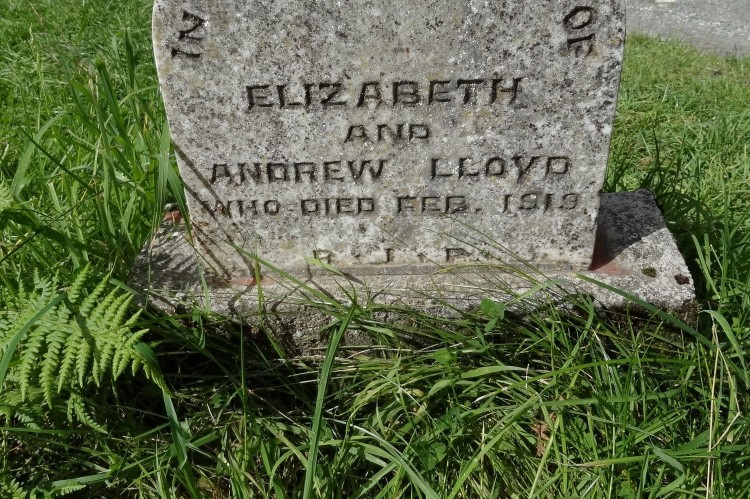 IN OF
ELIZABETH
AND
ANDREW LLOYD
WHO DIED FEB. 1919
R · I · P